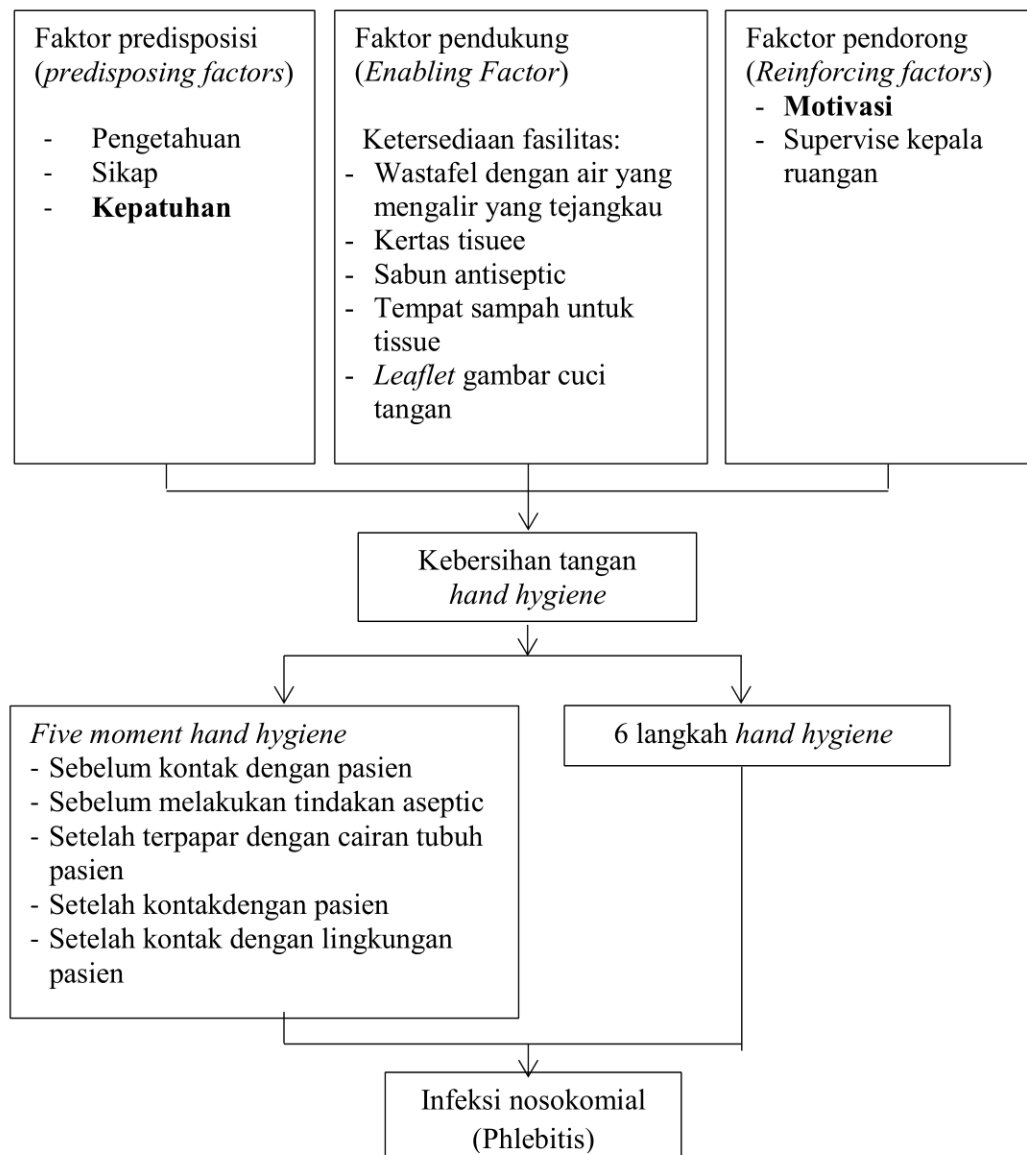 Faktor predisposisi
(predisposing factors)
- Pengetahuan
- Sikap
- Kepatuhan
Faktor pendukung
(Enabling Factor)
Ketersediaan fasilitas:
- Wastafel dengan air yang
mengalir yang tejangkau
- Kertas tisuee
- Sabun antiseptic
- Tempat sampah untuk
tissue
- Leaflet gambar cuci
tangan
Fakctor pendorong
(Reinforcing factors)
- Motivasi
- Supervise kepala
ruangan
Kebersihan tangan
hand hygiene
Five moment hand hygiene
- Sebelum kontak dengan pasien
- Sebelum melakukan tindakan aseptic
- Setelah terpapar dengan cairan tubuh
pasien
- Setelah kontakdengan pasien
- Setelah kontak dengan lingkungan
pasien
6 langkah hand hygiene
Infeksi nosokomial
(Phlebitis)